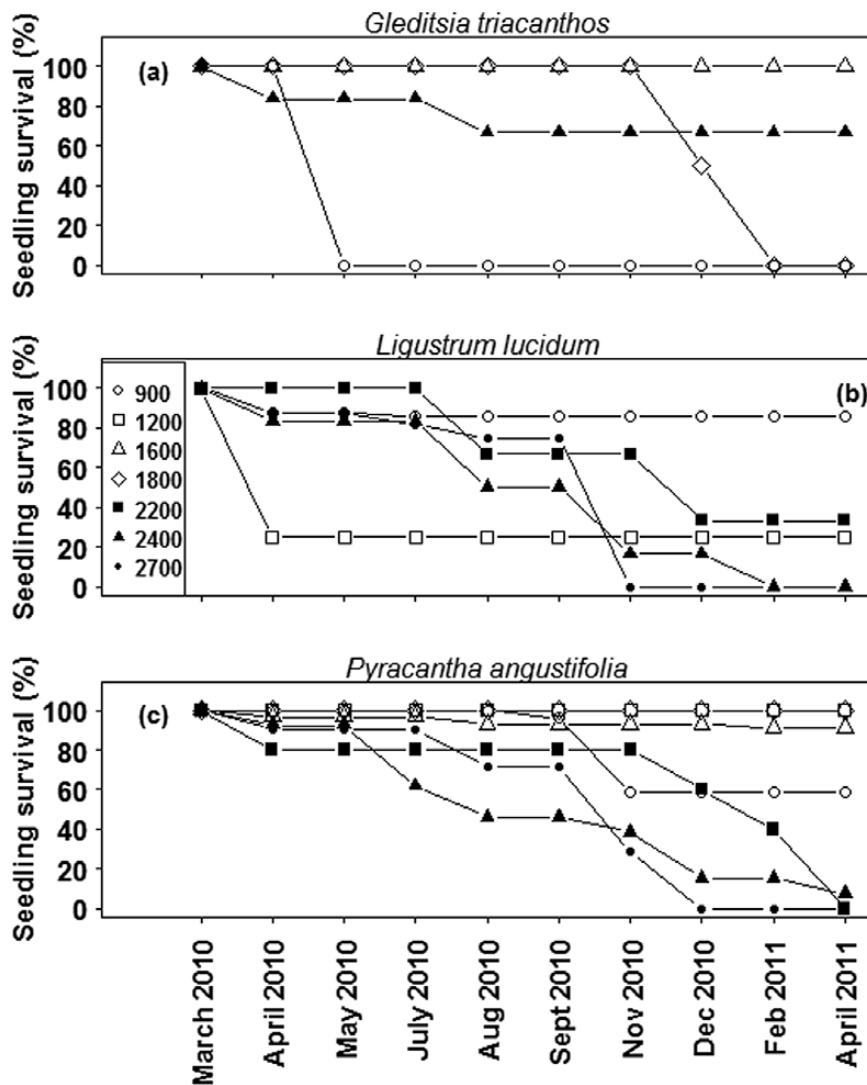 Gleditsia triacanthos
Seedling survival (%)
100
80
60
40
20
0
(a)
Ligustrum lucidum
Seedling survival (%)
100
80
60
40
20
0
900
1200
1600
1800
2200
2400
2700
(b)
Pyracantha angustifolia
Seedling survival (%)
100
80
60
40
20
0
(c)
March 2010
April 2010
May 2010
July 2010
Aug 2010
Sept 2010
Nov 2010
Dec 2010
Feb 2011
April 2011